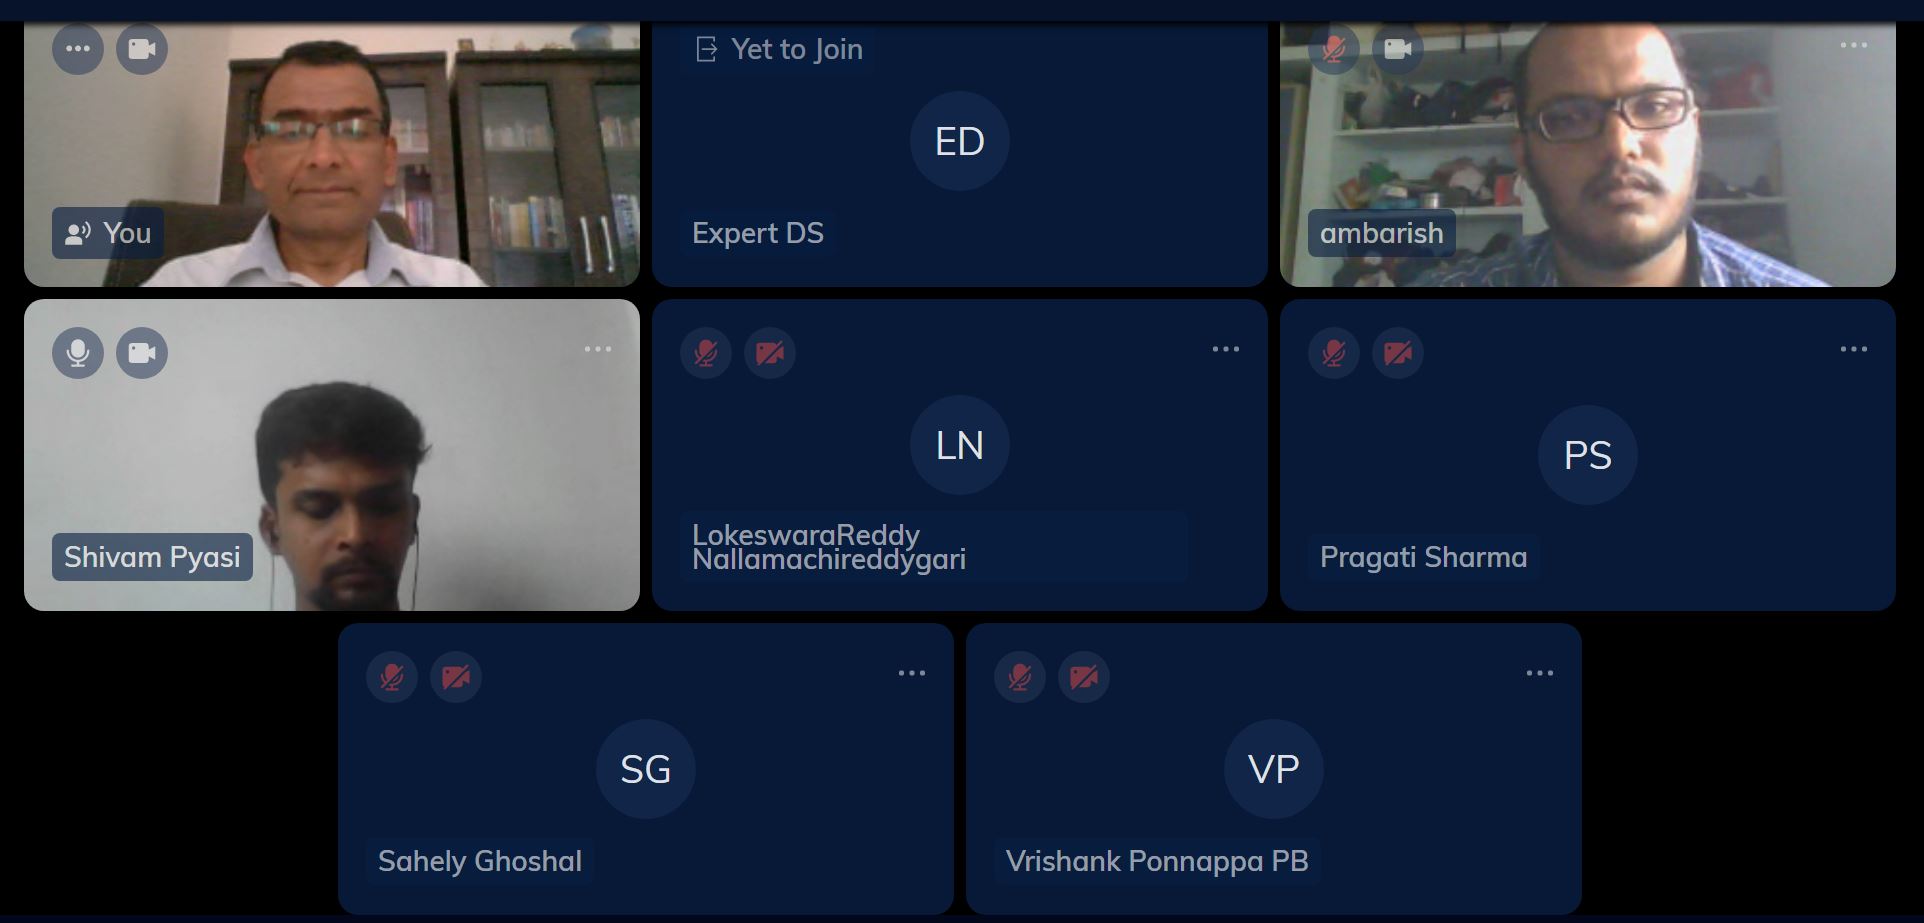 Yet to Join
ED
You
Expert DS
ambarish
LN
PS
Shivam Pyasi
LokeswaraReddy
Nallamachireddygari
Pragati Sharma
SG
VP
Sahely Ghoshal
Vrishank Ponnappa PB